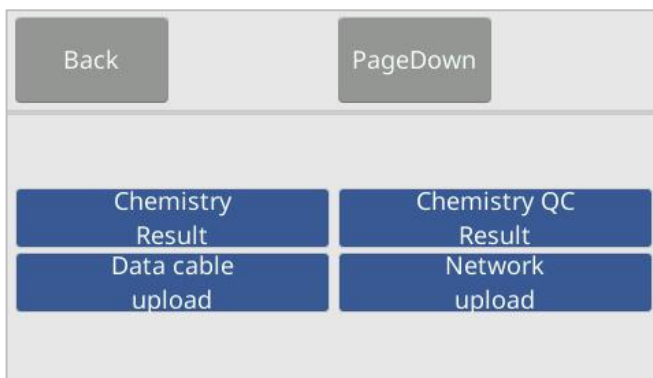 Back
PageDown
Chemistry
Result
Chemistry QC
Result
Data cable
upload
Network
upload